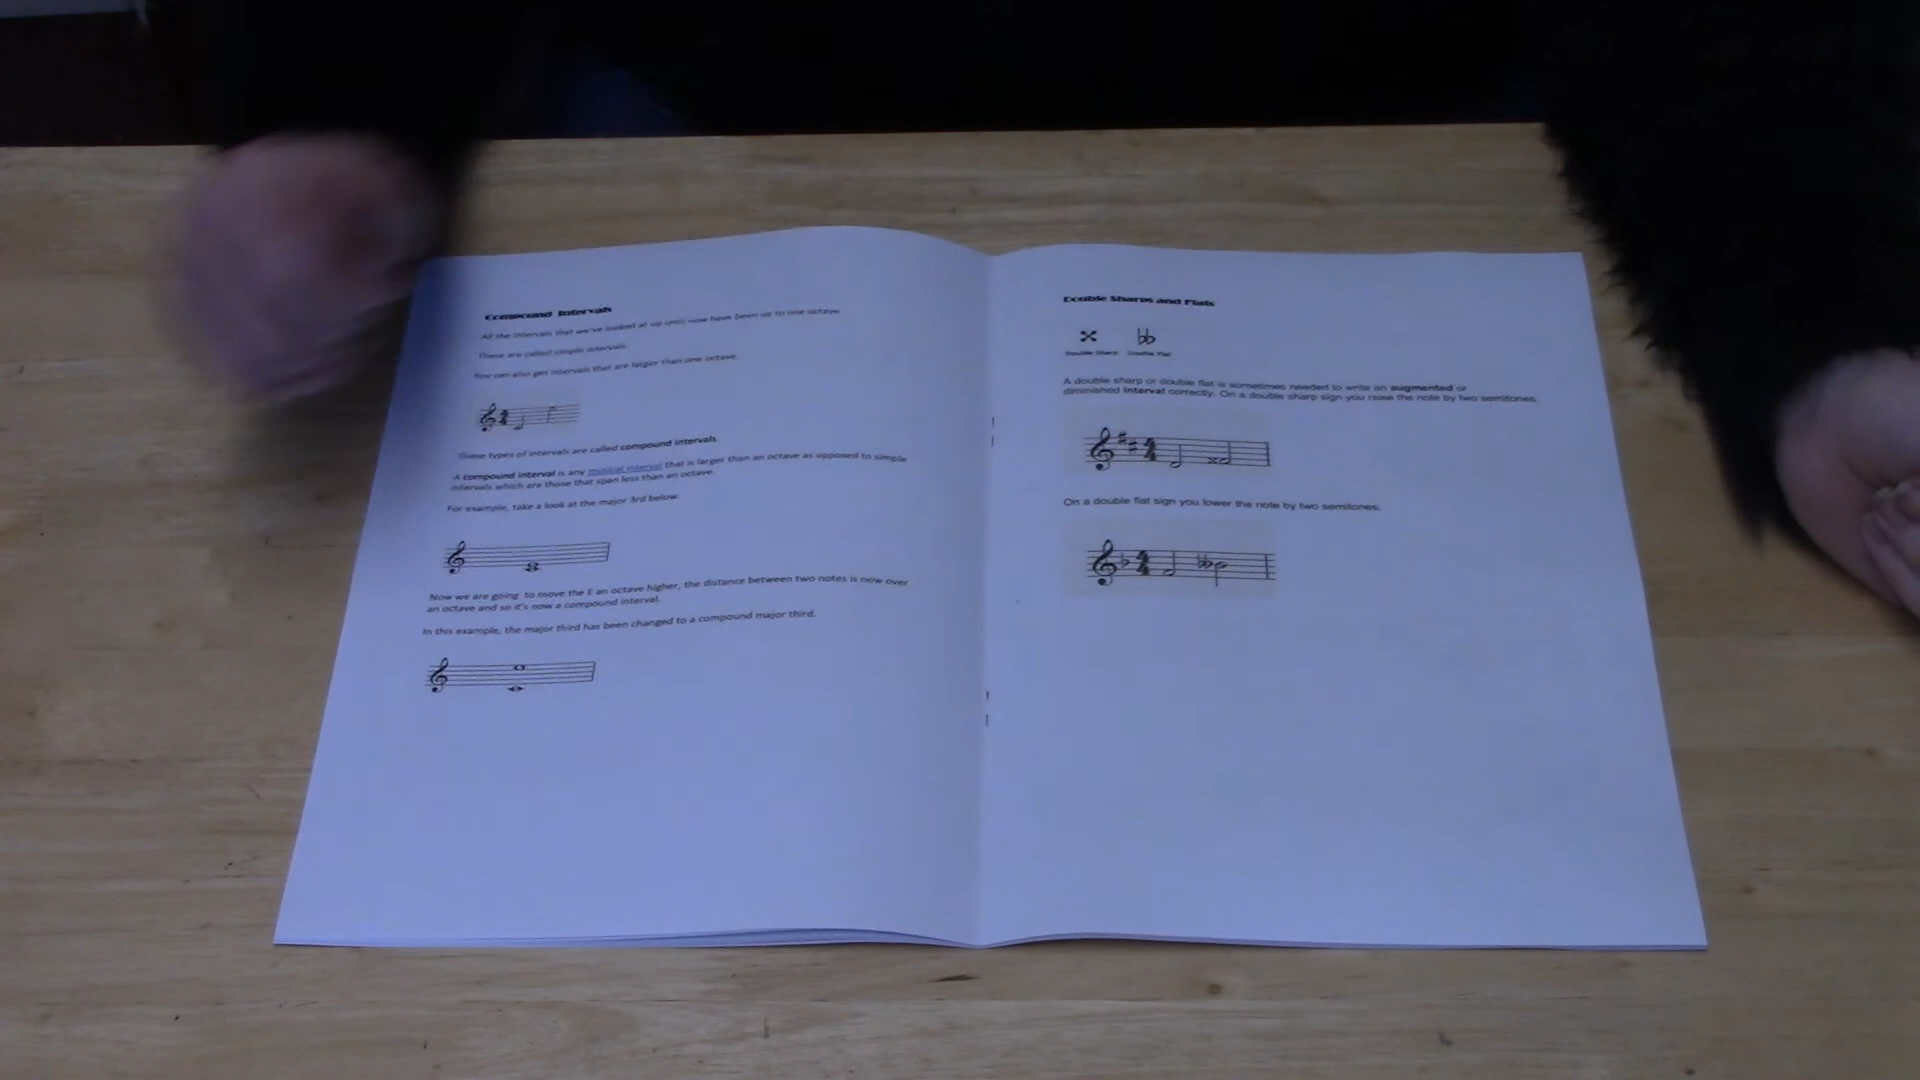 Compound Intervals
All the intervals that we've looked at up until now have been up to one octave.
These are called simple intervals.
You can also get intervals that are larger than one octave.
These types of intervals are called compound intervals.
A compound interval is any musical interval that is larger than an octave as opposed to simple
intervals which are those that span less than an octave.
For example, take a look at the major 3rd below.
Now we are going to move the E an octave higher, the distance between two notes is now over
an octave and so it's now a compound interval.
In this example, the major third has been changed to a compound major third.
Double Sharps and Flats
Double Sharp Double Flat
A double sharp or double flat is sometimes needed to write an augmented or
diminished interval correctly. On a double sharp sign you raise the note by two semitones.
On a double flat sign you lower the note by two semitones.